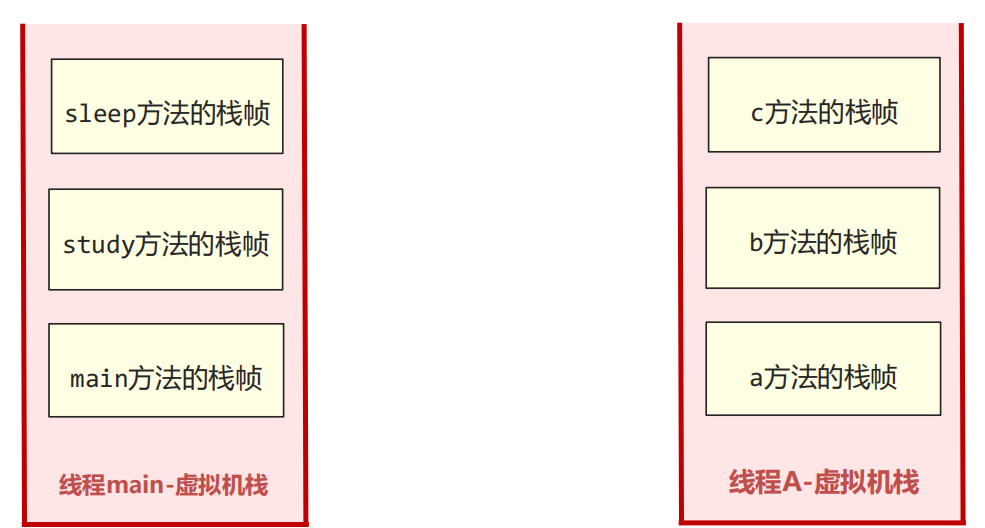 sleep方法的栈帧
study方法的栈帧
main方法的栈帧
线程main-虚拟机栈
c方法的栈帧
b方法的栈帧
a方法的栈帧
线程A-虚拟机栈